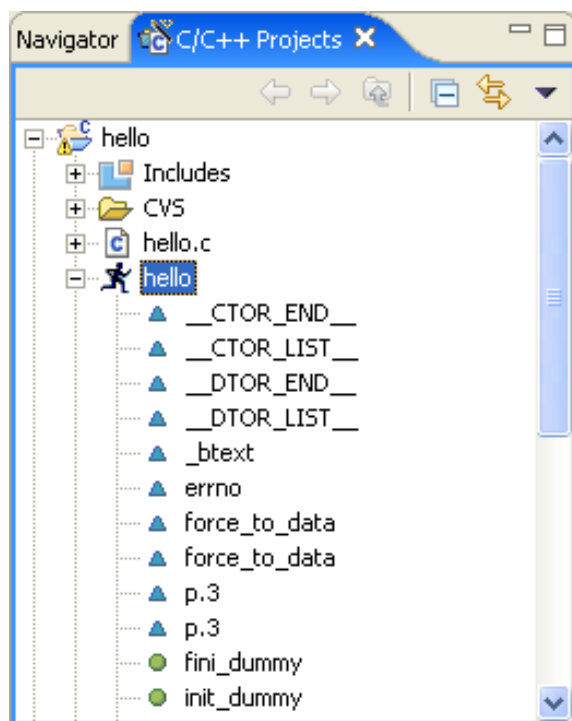 Navigator C/C++ Projects
hello
Includes
CVS
hello.c
hello
__CTOR_END__
__CTOR_LIST__
__DTOR_END__
__DTOR_LIST__
_btext
errno
force_to_data
force_to_data
p.3
p.3
fini_dummy
init_dummy